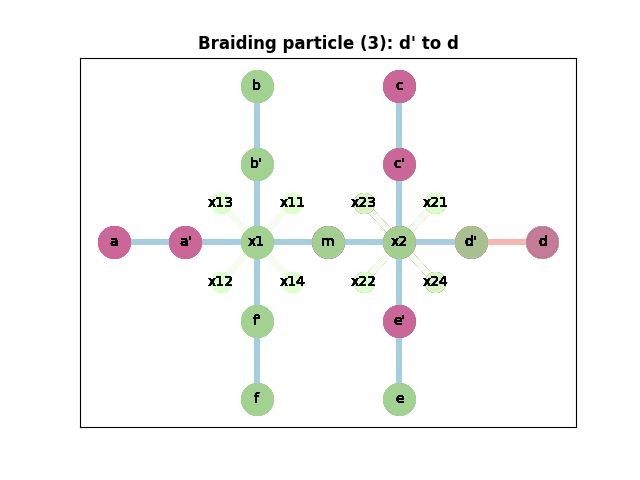 Braiding particle (3): d' to d
b c
b' c'
x13 x11 x23 x21
a a' x1 m x2 d' d
x12 x14 x22 x24
f' e'
f e